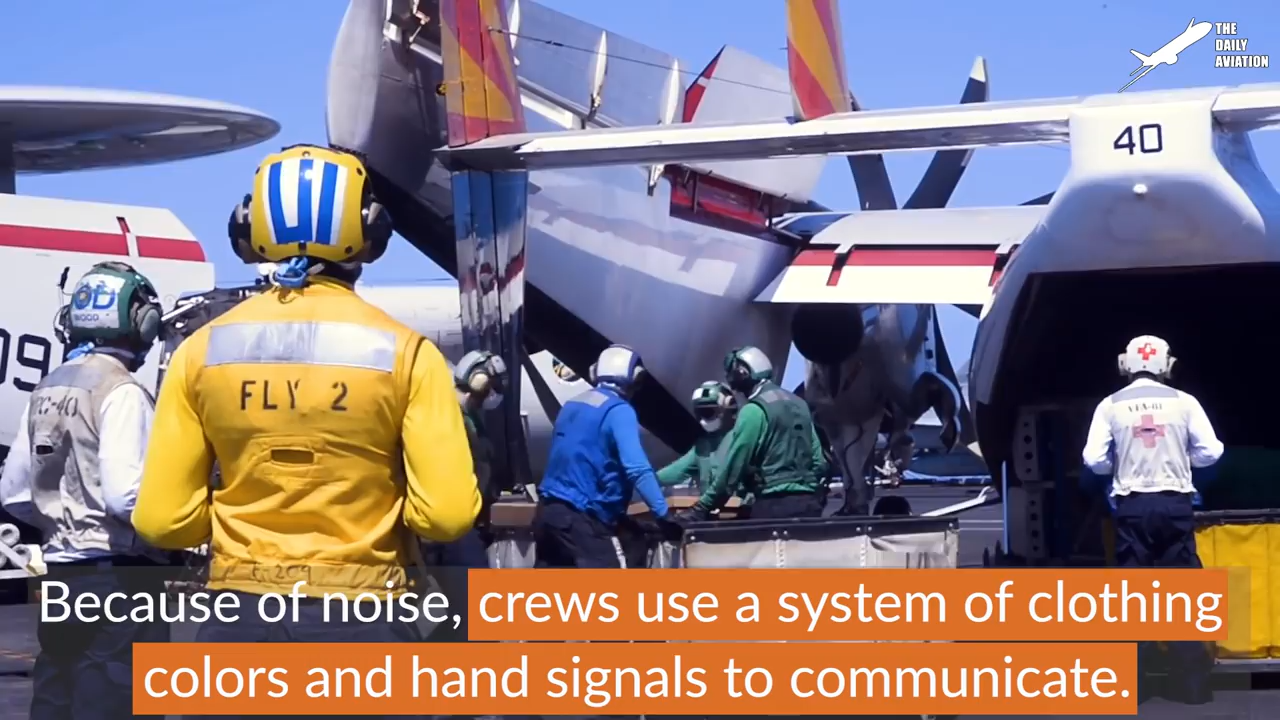 THE
DAILY
AVIATION
40
WOOD
FLY 2
Because of noise, crews use a system of clothing
colors and hand signals to communicate.